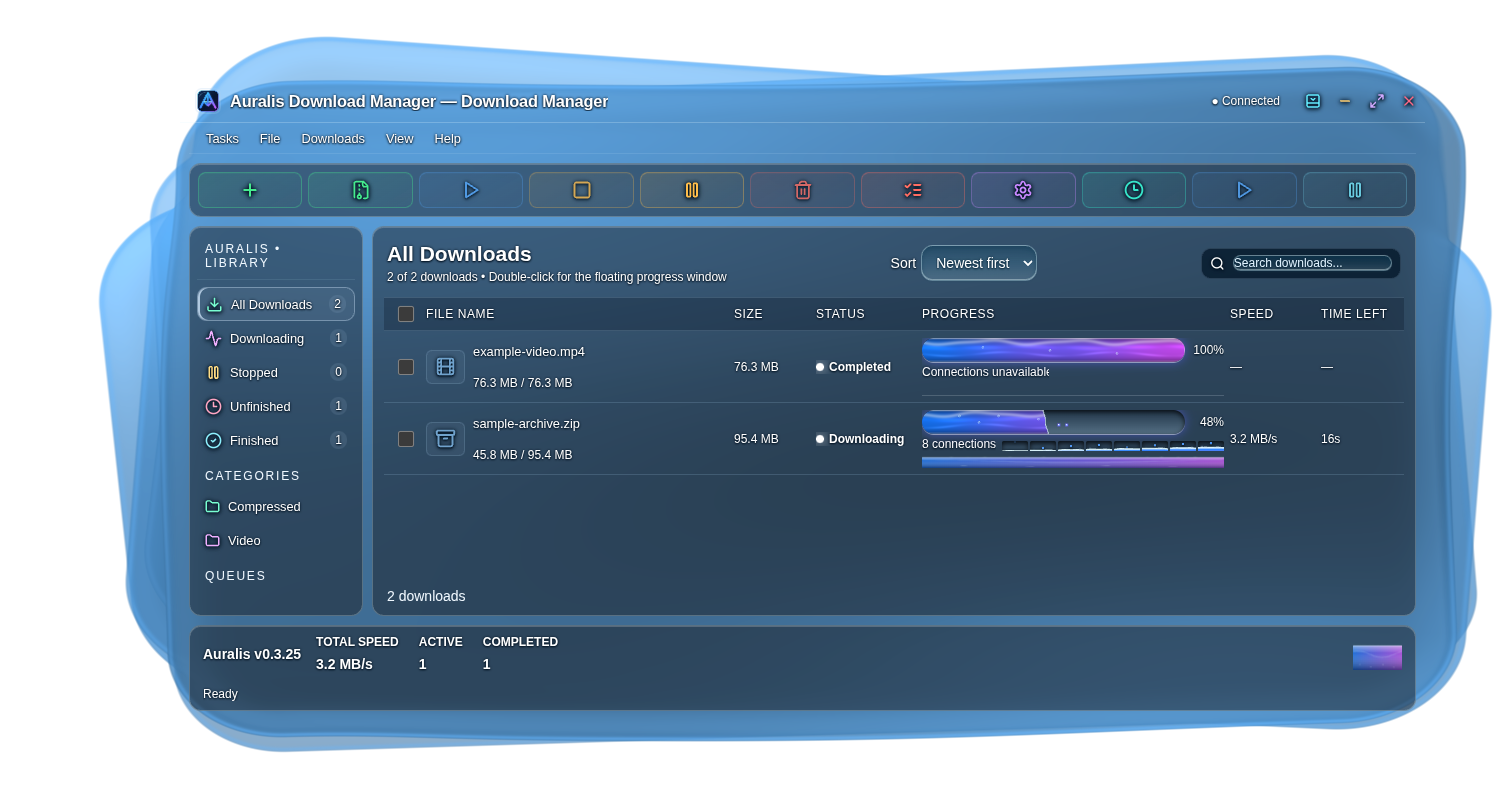 Auralis Download Manager — Download Manager
● Connected
Tasks File Downloads View Help
AURALIS •
LIBRARY
All Downloads 2
Downloading 1
Stopped 0
Unfinished 1
Finished 1
CATEGORIES
Compressed
Video
QUEUES
All Downloads
2 of 2 downloads • Double-click for the floating progress window
Sort Newest first
Search downloads...
FILE NAME SIZE STATUS PROGRESS SPEED TIME LEFT
example-video.mp4
76.3 MB / 76.3 MB
76.3 MB
Completed
100%
Connections unavailable
—
—
sample-archive.zip
45.8 MB / 95.4 MB
95.4 MB
Downloading
48%
8 connections
3.2 MB/s
16s
2 downloads
Auralis v0.3.25
TOTAL SPEED ACTIVE COMPLETED
3.2 MB/s 1 1
Ready